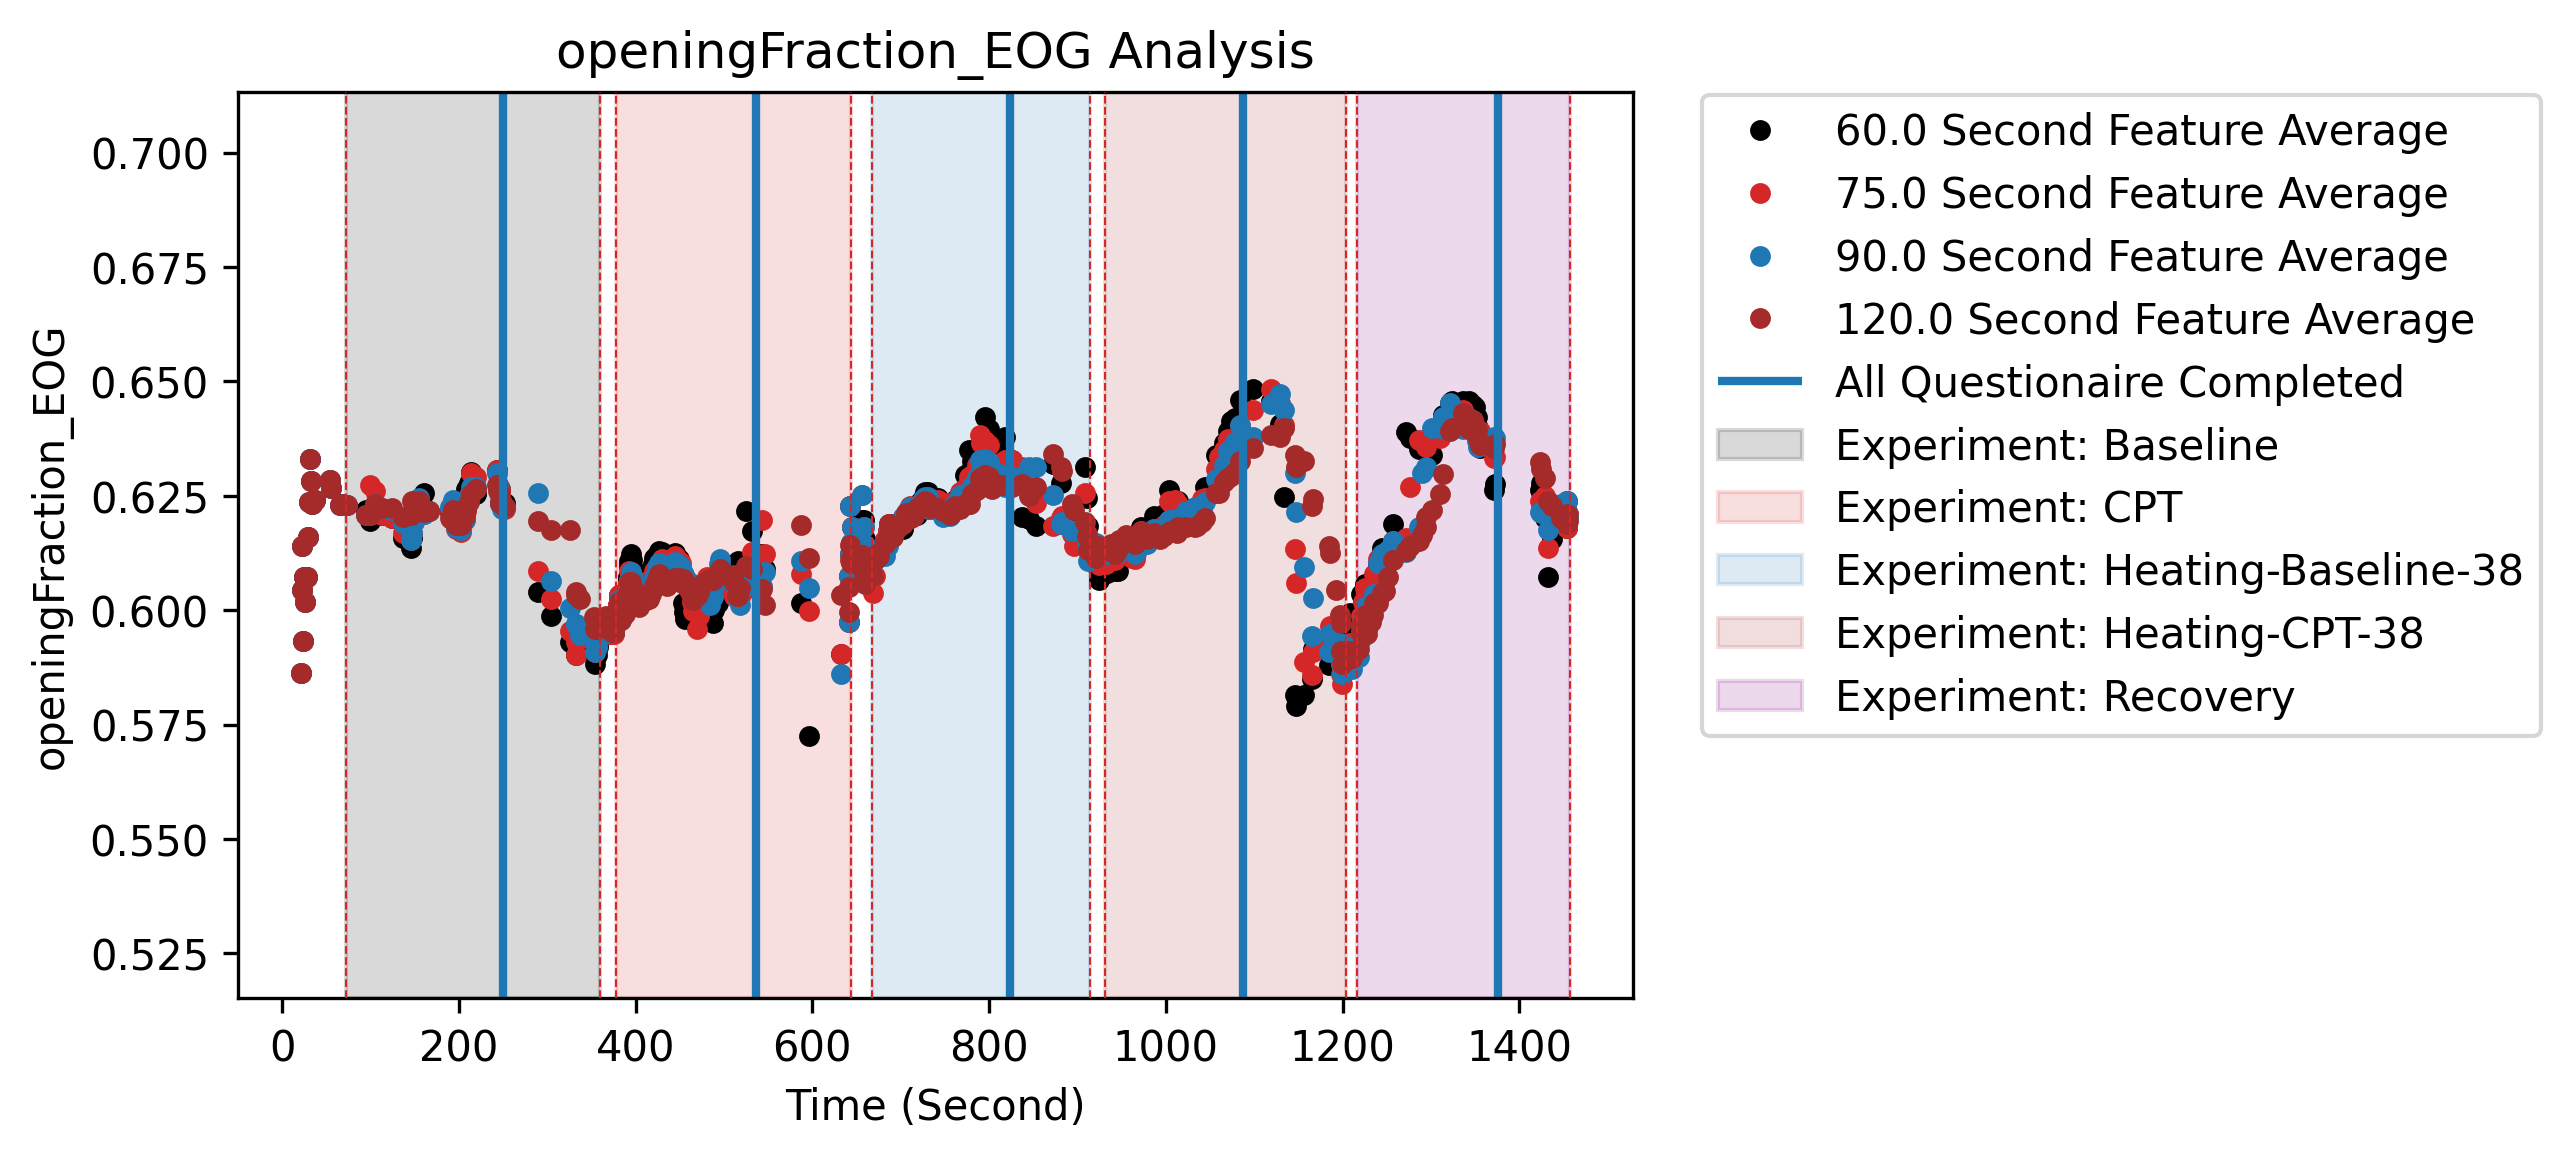 openingFraction_EOG Analysis
openingFraction_EOG
0.700
0.675
0.650
0.625
0.600
0.575
0.550
0.525
0 200 400 600 800 1000 1200 1400
Time (Second)
60.0 Second Feature Average
75.0 Second Feature Average
90.0 Second Feature Average
120.0 Second Feature Average
All Questionaire Completed
Experiment: Baseline
Experiment: CPT
Experiment: Heating-Baseline-38
Experiment: Heating-CPT-38
Experiment: Recovery